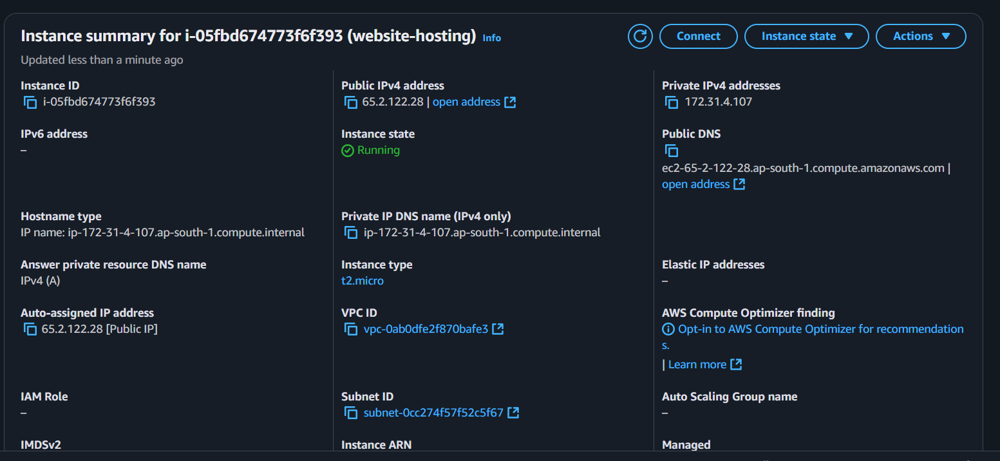 Instance summary for i-05fbd674773f6f393 (website-hosting) Info
Connect
Instance state
Actions
Updated less than a minute ago
Instance ID
i-05fbd674773f6f393
Public IPv4 address
65.2.122.28 | open address
Private IPv4 addresses
172.31.4.107
IPv6 address
–
Instance state
Running
Public DNS
ec2-65-2-122-28.ap-south-1.compute.amazonaws.com |
open address
Hostname type
IP name: ip-172-31-4-107.ap-south-1.compute.internal
Private IP DNS name (IPv4 only)
ip-172-31-4-107.ap-south-1.compute.internal
Answer private resource DNS name
IPv4 (A)
Instance type
t2.micro
Elastic IP addresses
–
Auto-assigned IP address
65.2.122.28 [Public IP]
VPC ID
vpc-0ab0dfe2f870bafe3
AWS Compute Optimizer finding
Opt-in to AWS Compute Optimizer for recommendation
s.
| Learn more
IAM Role
–
Subnet ID
subnet-0cc274f57f52c5f67
Auto Scaling Group name
–
IMDSv2
Instance ARN
Managed